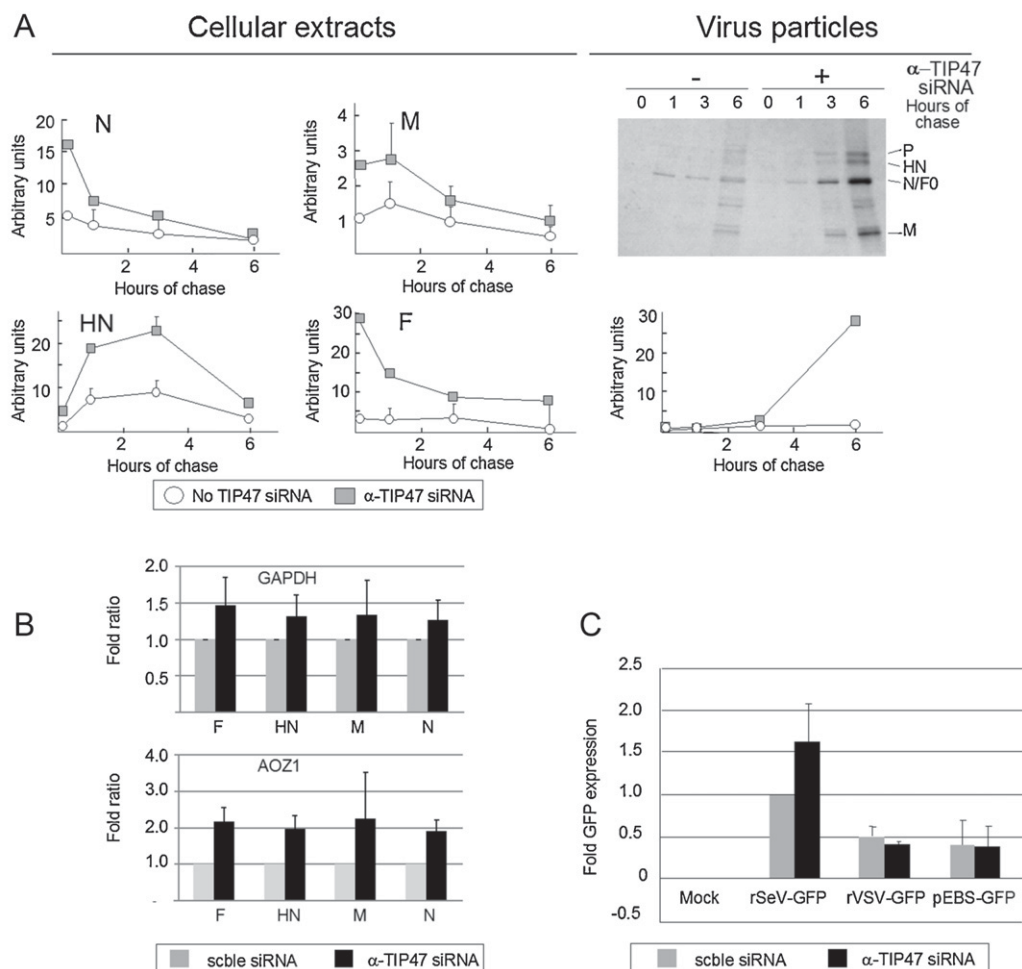 A
Cellular extracts
Virus particles
N
Arbitrary units
20
15
10
5
2 4 6
Hours of chase
M
Arbitrary units
4
3
2
1
2 4 6
Hours of chase
- + α–TIP47 siRNA
0 1 3 6 0 1 3 6 Hours of chase
P
HN
N/F0
M
HN
Arbitrary units
20
10
2 4 6
Hours of chase
F
Arbitrary units
30
20
10
2 4 6
Hours of chase
Arbitrary units
30
20
10
2 4 6
Hours of chase
No TIP47 siRNA α-TIP47 siRNA
B
GAPDH
Fold ratio
2.0
1.5
1.0
0.5
F HN M N
AOZ1
Fold ratio
4.0
3.0
2.0
1.0
-
F HN M N
scble siRNA α-TIP47 siRNA
C
Fold GFP expression
2.5
2.0
1.5
1.0
0.5
0
-0.5
Mock rSeV-GFP rVSV-GFP pEBS-GFP
scble siRNA α-TIP47 siRNA